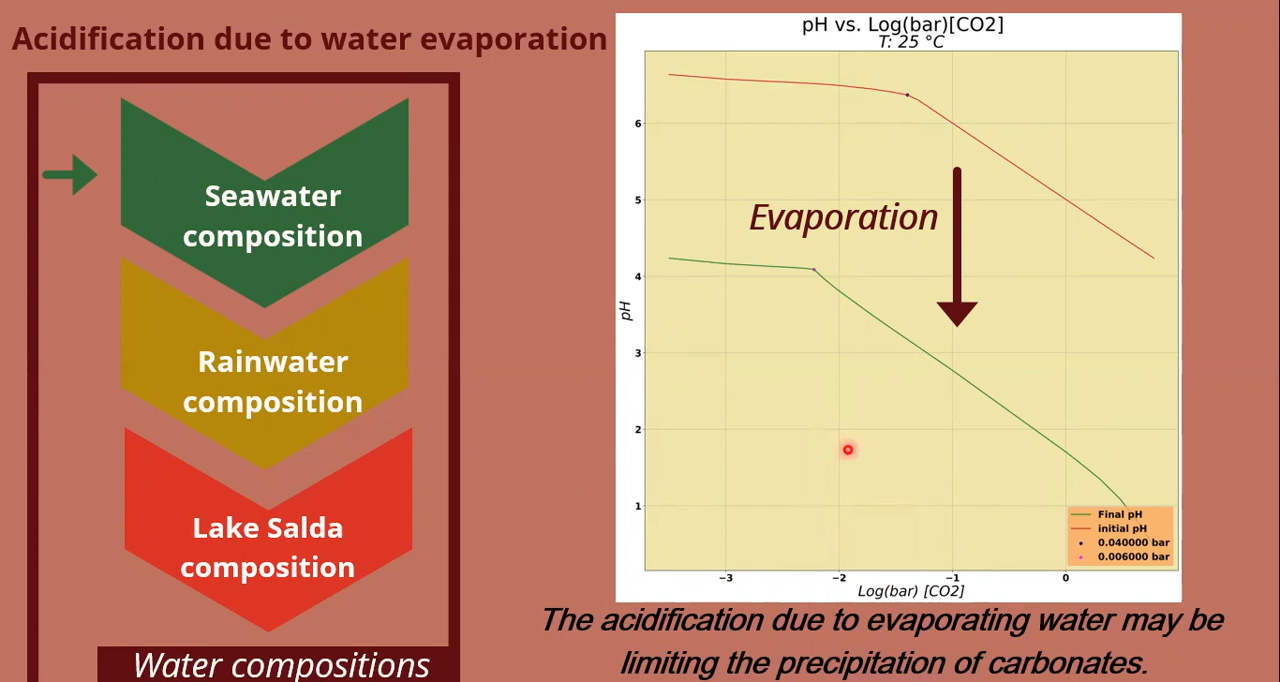 Acidification due to water evaporation
Seawater
composition
Rainwater
composition
Lake Salda
composition
Water compositions
pH vs. Log(bar)[CO2]
T: 25 °C
pH
6
5
4
3
2
1
Evaporation
Final pH
initial pH
0.040000 bar
0.006000 bar
−3 −2 −1 0
Log(bar) [CO2]
The acidification due to evaporating water may be
limiting the precipitation of carbonates.